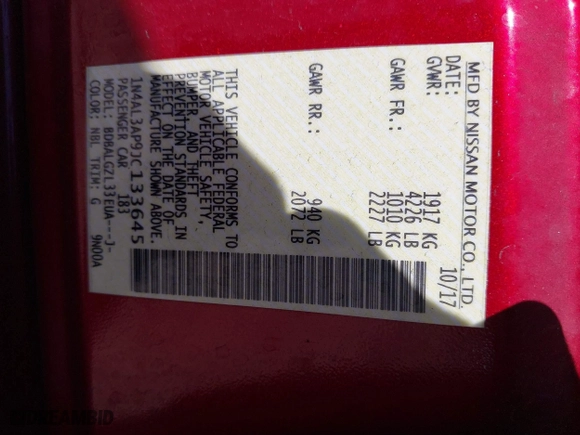 MFD BY NISSAN MOTOR CO., LTD.
DATE: 10/17
GVWR: 1917 KG
4226 LB
GAWR FR.: 1010 KG
2227 LB
GAWR RR.: 940 KG
2072 LB
THIS VEHICLE CONFORMS TO
ALL APPLICABLE FEDERAL
MOTOR VEHICLE SAFETY,
BUMPER, AND THEFT
PREVENTION STANDARDS IN
EFFECT ON THE DATE OF
MANUFACTURE SHOWN ABOVE.
1N4AL3AP9JC133645
PASSENGER CAR 183
MODEL: BDBALGZL33EUA---J-
COLOR: NBL TRIM: G 9N00A